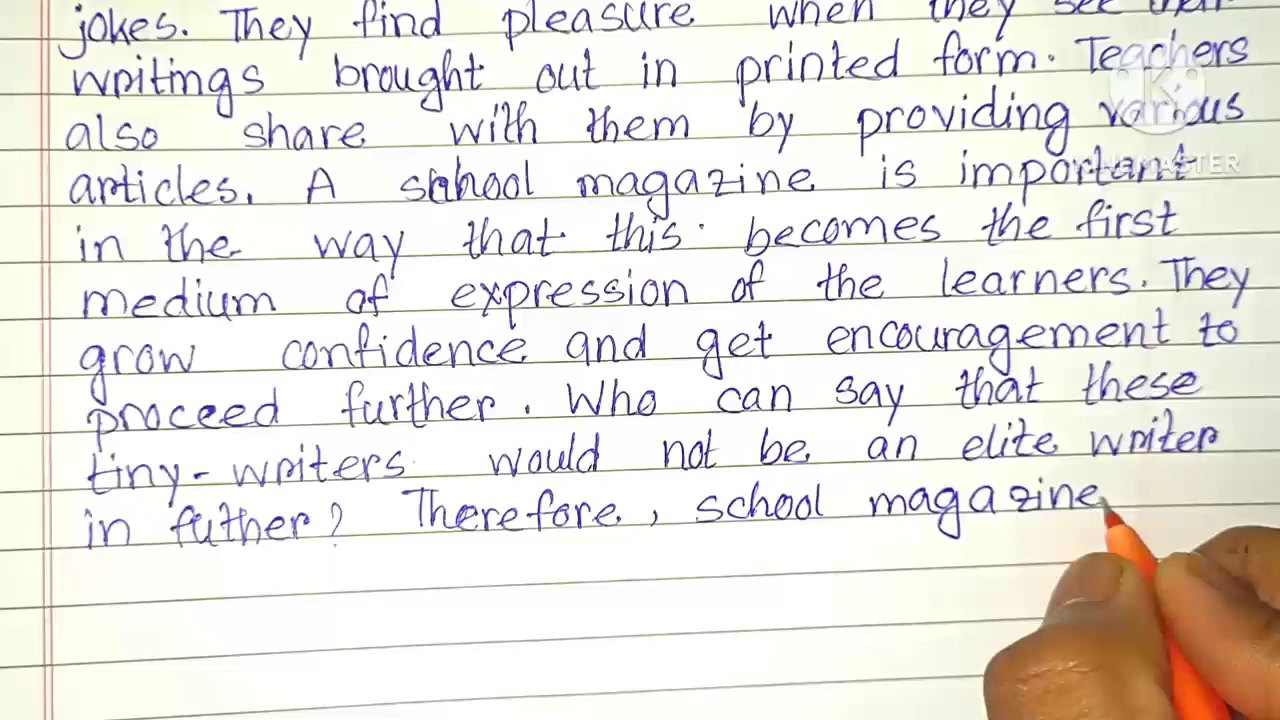 jokes. They find pleasure when they see their
writings brought out in printed form. Teachers
also share with them by providing various
articles. A school magazine is important
in the way that this becomes the first
medium of expression of the learners. They
grow confidence and get encouragement to
proceed further. Who can say that these
tiny-writers would not be an elite writer
in futher? Therefore, school magazine